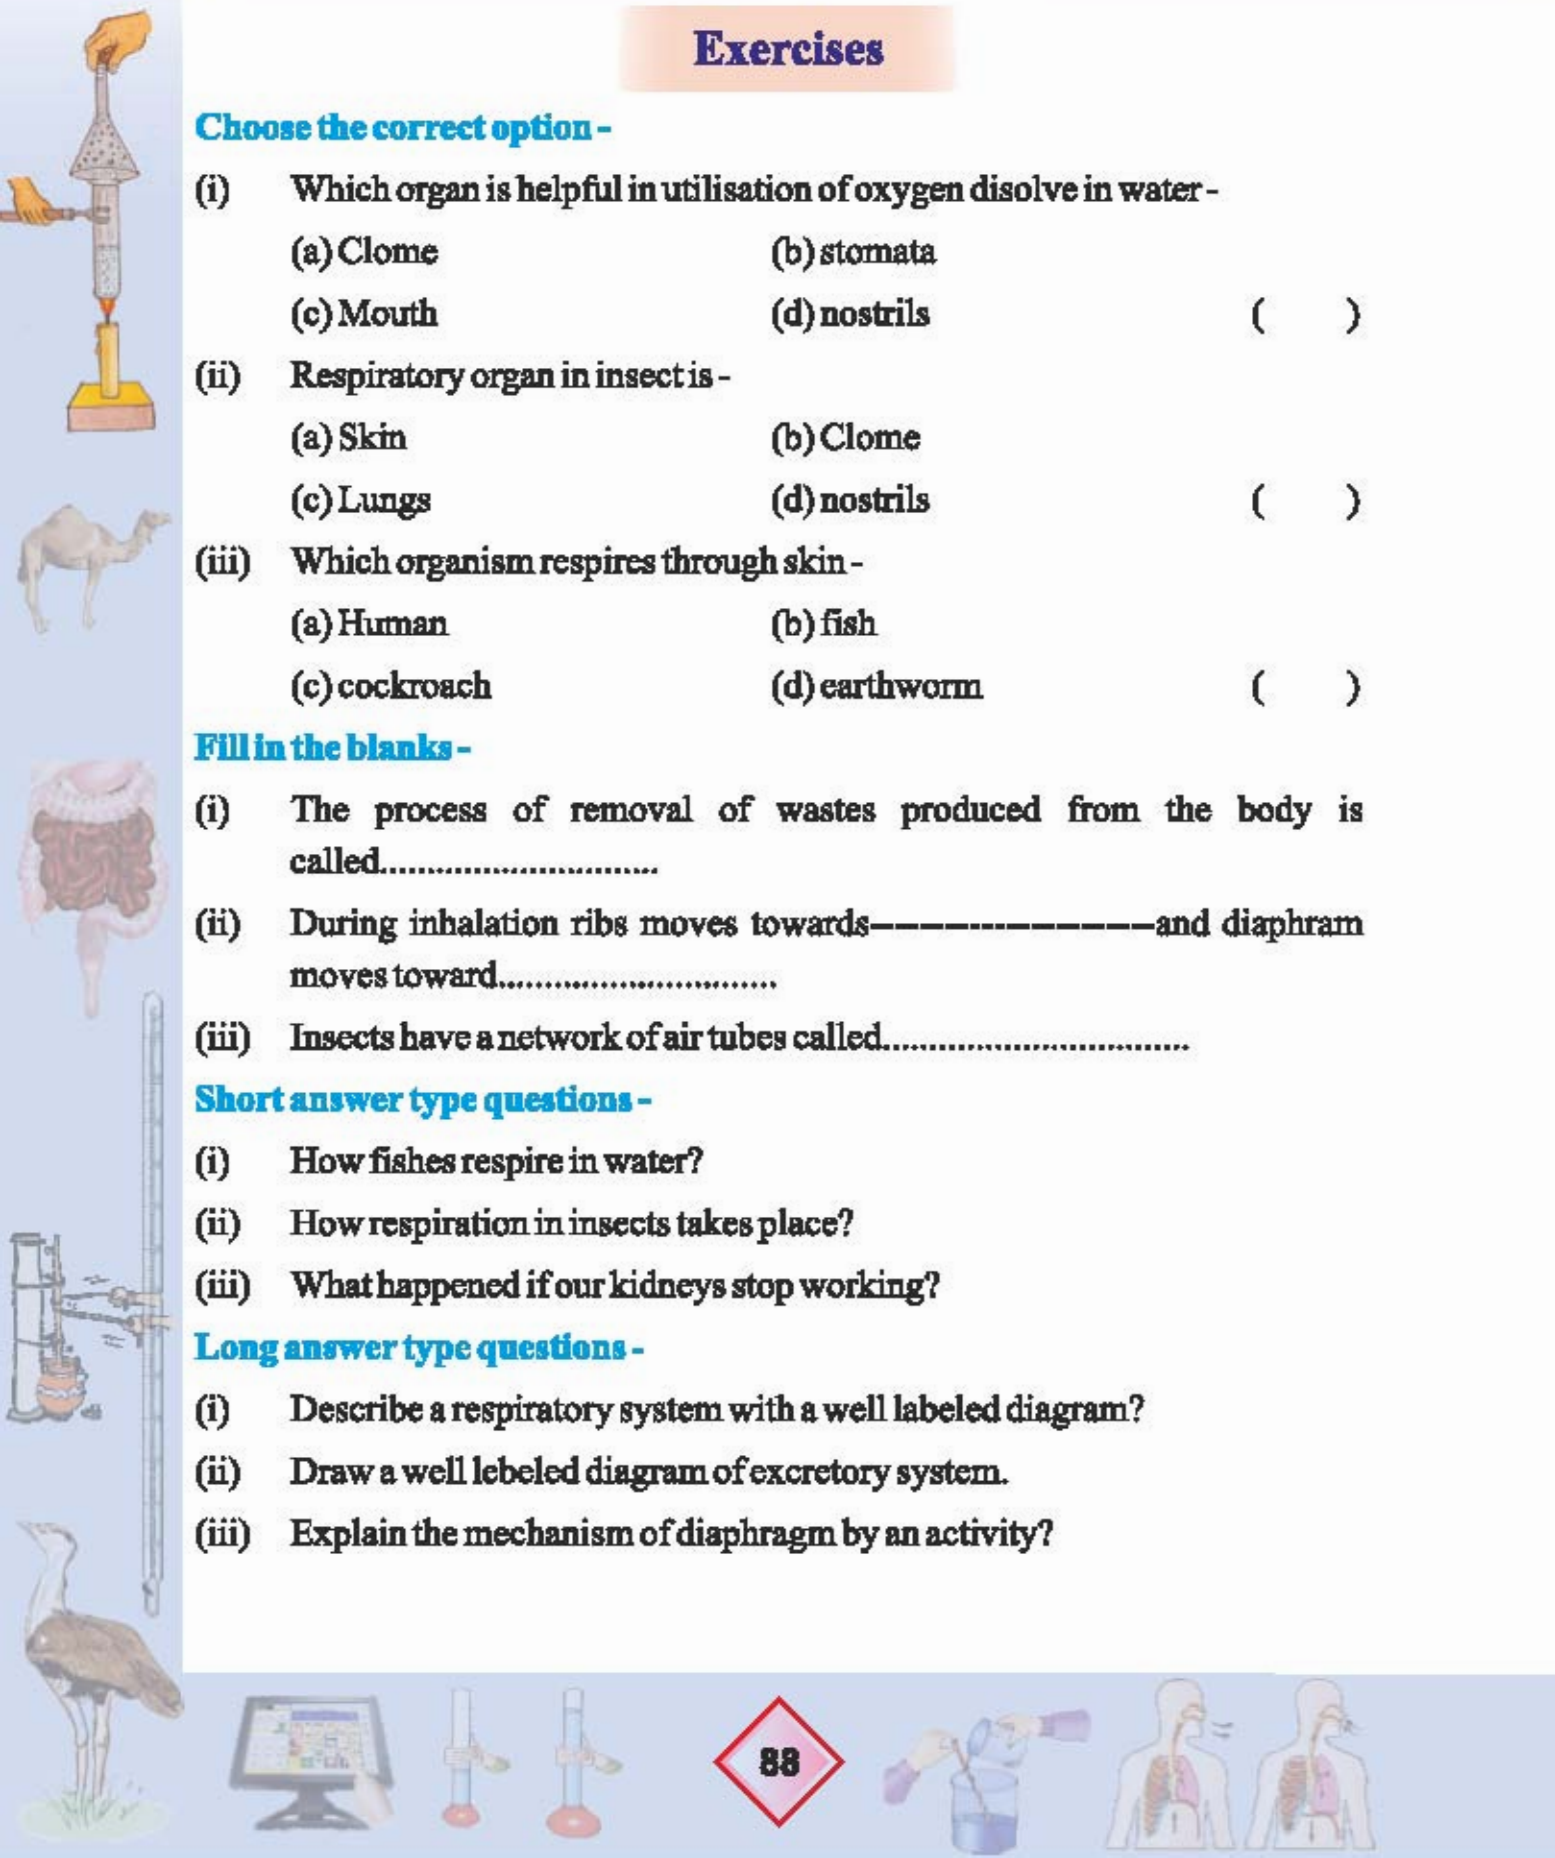 Exercises
Choose the correct option -
(i) Which organ is helpful in utilisation of oxygen disolve in water -
(a) Clome (b) stomata
(c) Mouth (d) nostrils ( )
(ii) Respiratory organ in insect is -
(a) Skin (b) Clome
(c) Lungs (d) nostrils ( )
(iii) Which organism respires through skin -
(a) Human (b) fish
(c) cockroach (d) earthworm ( )
Fill in the blanks -
(i) The process of removal of wastes produced from the body is
called..............................
(ii) During inhalation ribs moves towards-----------------------and diaphram
moves toward..............................
(iii) Insects have a network of air tubes called.................................
Short answer type questions -
(i) How fishes respire in water?
(ii) How respiration in insects takes place?
(iii) What happened if our kidneys stop working?
Long answer type questions -
(i) Describe a respiratory system with a well labeled diagram?
(ii) Draw a well lebeled diagram of excretory system.
(iii) Explain the mechanism of diaphragm by an activity?
88